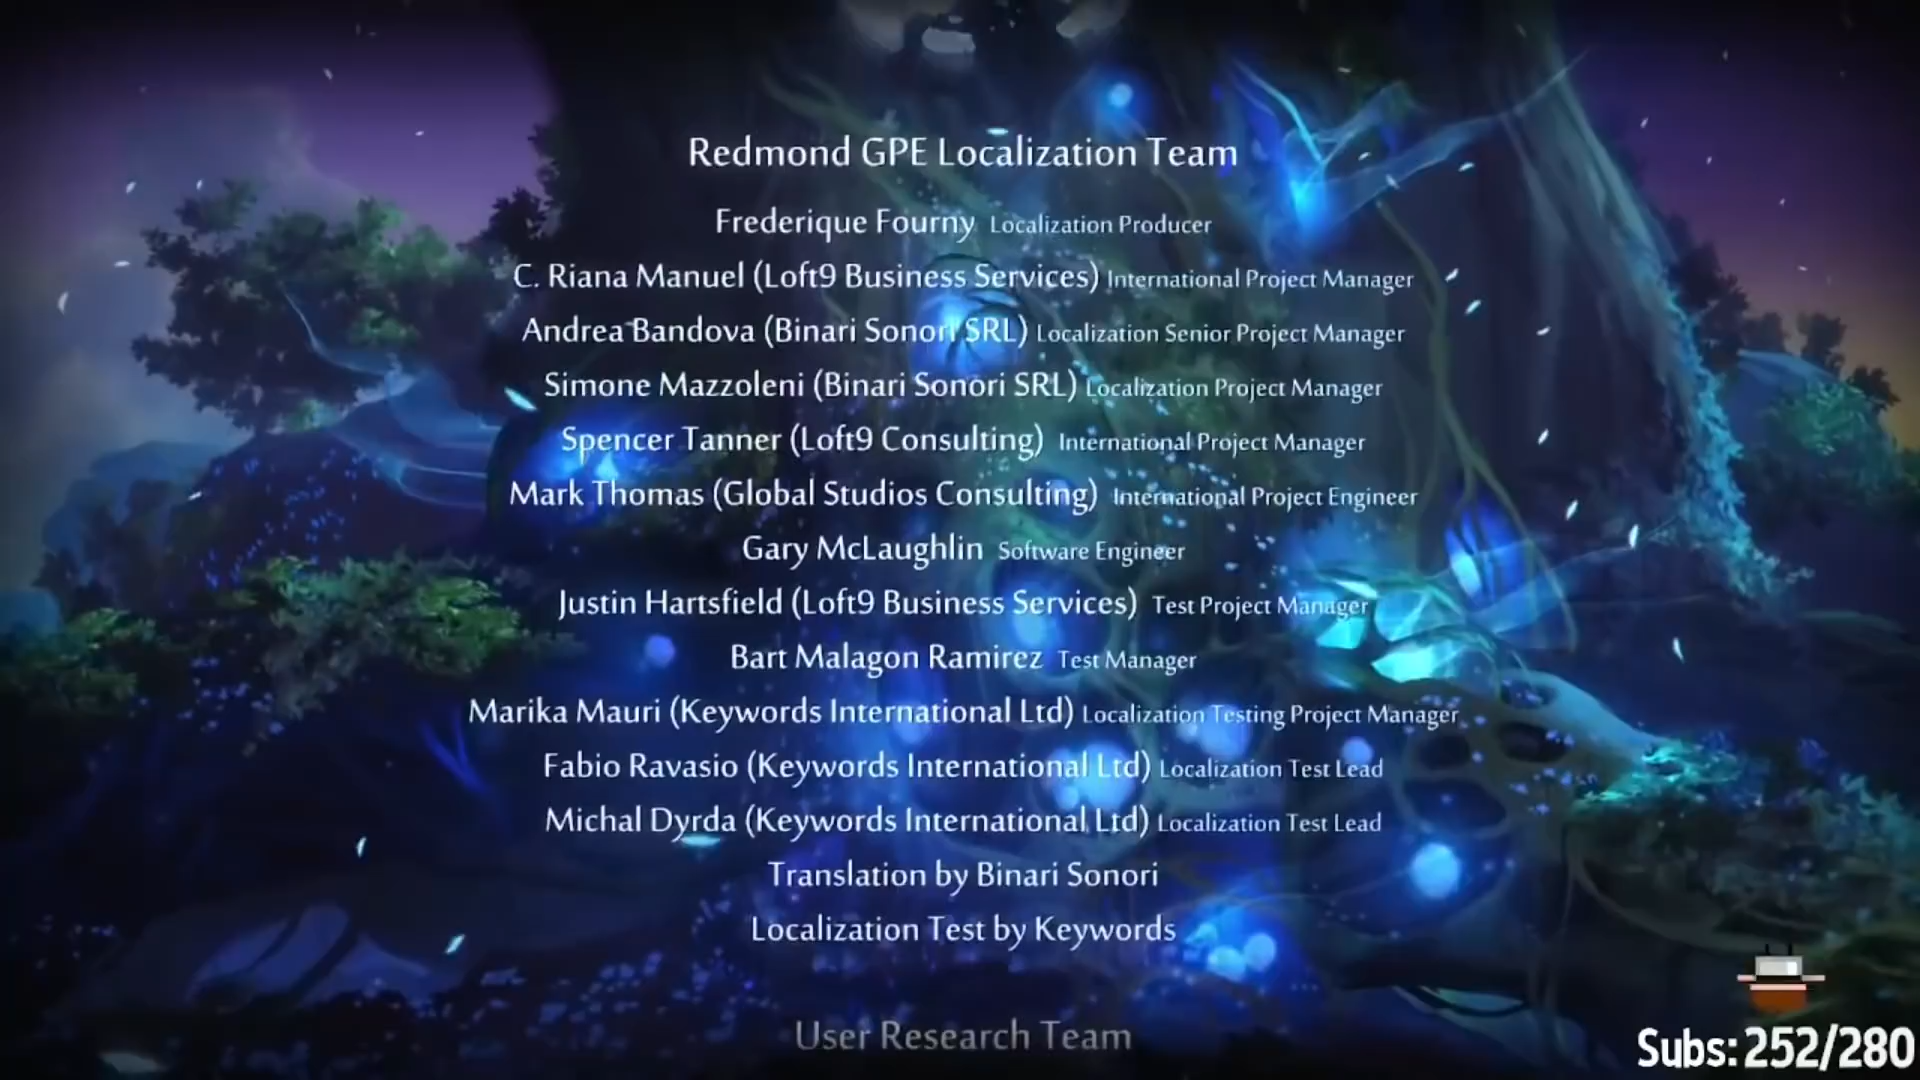 Redmond GPE Localization Team
Frederique Fourny Localization Producer
C. Riana Manuel (Loft9 Business Services) International Project Manager
Andrea Bandova (Binari Sonori SRL) Localization Senior Project Manager
Simone Mazzoleni (Binari Sonori SRL) Localization Project Manager
Spencer Tanner (Loft9 Consulting) International Project Manager
Mark Thomas (Global Studios Consulting) International Project Engineer
Gary McLaughlin Software Engineer
Justin Hartsfield (Loft9 Business Services) Test Project Manager
Bart Malagon Ramirez Test Manager
Marika Mauri (Keywords International Ltd) Localization Testing Project Manager
Fabio Ravasio (Keywords International Ltd) Localization Test Lead
Michal Dyrda (Keywords International Ltd) Localization Test Lead
Translation by Binari Sonori
Localization Test by Keywords
User Research Team
Subs: 252/280